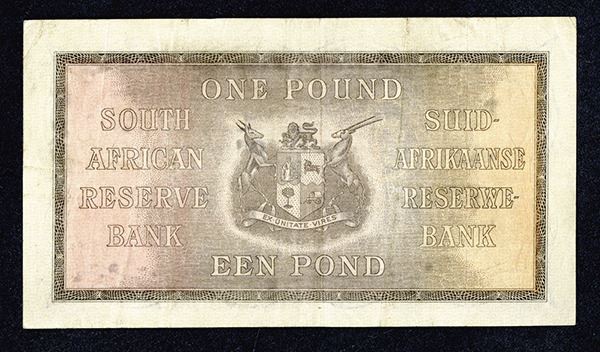 ONE POUND
SOUTH
AFRICAN
RESERVE
BANK
SUID-
AFRIKAANSE
RESERWE-
BANK
EX UNITATE VIRES
EEN POND